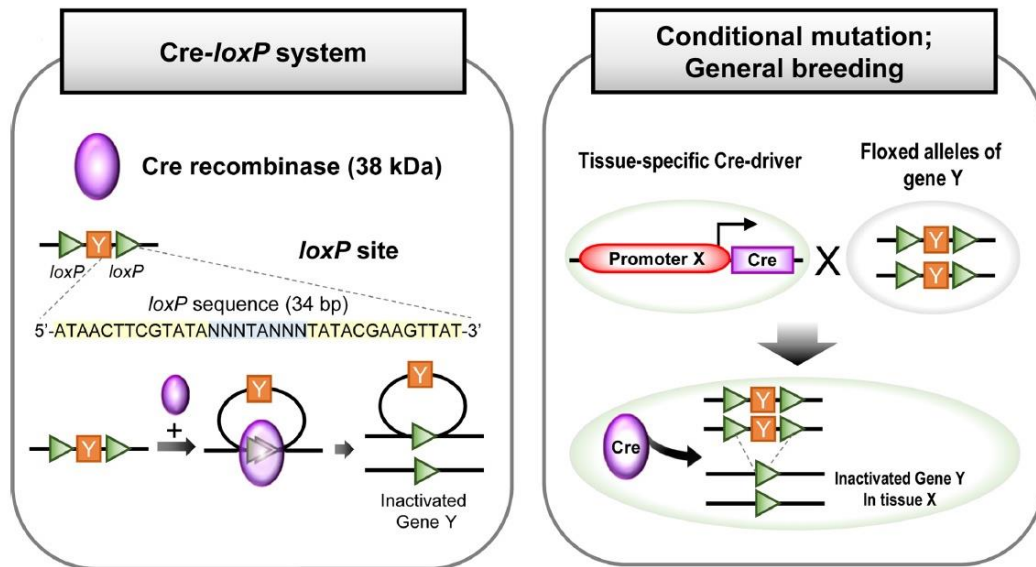 Cre-loxP system
Cre recombinase (38 kDa)
Y
loxP
loxP
loxP site
loxP sequence (34 bp)
5'-ATAACTTCGTATANNNTANNNTATACGAAGTTAT-3'
Y
+
Y
Y
Inactivated
Gene Y
Conditional mutation;
General breeding
Tissue-specific Cre-driver
Floxed alleles of
gene Y
Promoter X
Cre
X
Y
Y
Cre
Y
Y
Inactivated Gene Y
In tissue X